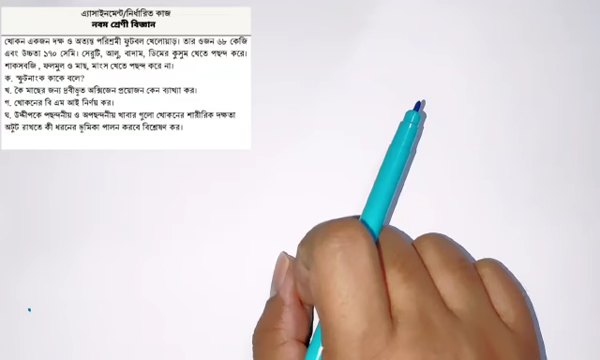 এ্যাসাইনমেন্ট/নির্ধারিত কাজ
নবম শ্রেণী বিজ্ঞান
খোকন একজন দক্ষ ও অত্যন্ত পরিশ্রমী ফুটবল খেলোয়াড়। তার ওজন ৬৮ কেজি
এবং উচ্চতা ১৭০ সেমি। সে রুটি, আলু, বাদাম, ডিমের কুসুম খেতে পছন্দ করে।
শাকসবজি , ফলমুল ও মাছ, মাংস খেতে পছন্দ করে না।
ক. স্ফুটনাংক কাকে বলে?
খ. কৈ মাছের জন্য দ্রবীভূত অক্সিজেন প্রয়োজন কেন ব্যাখ্যা কর।
গ. খোকনের বি এম আই নির্ণয় কর।
ঘ. উদ্দীপকে পছন্দনীয় ও অপছন্দনীয় খাবার গুলো খোকনের শারীরিক দক্ষতা
অটুট রাখতে কী ধরনের ভুমিকা পালন করবে বিশ্লেষণ কর।